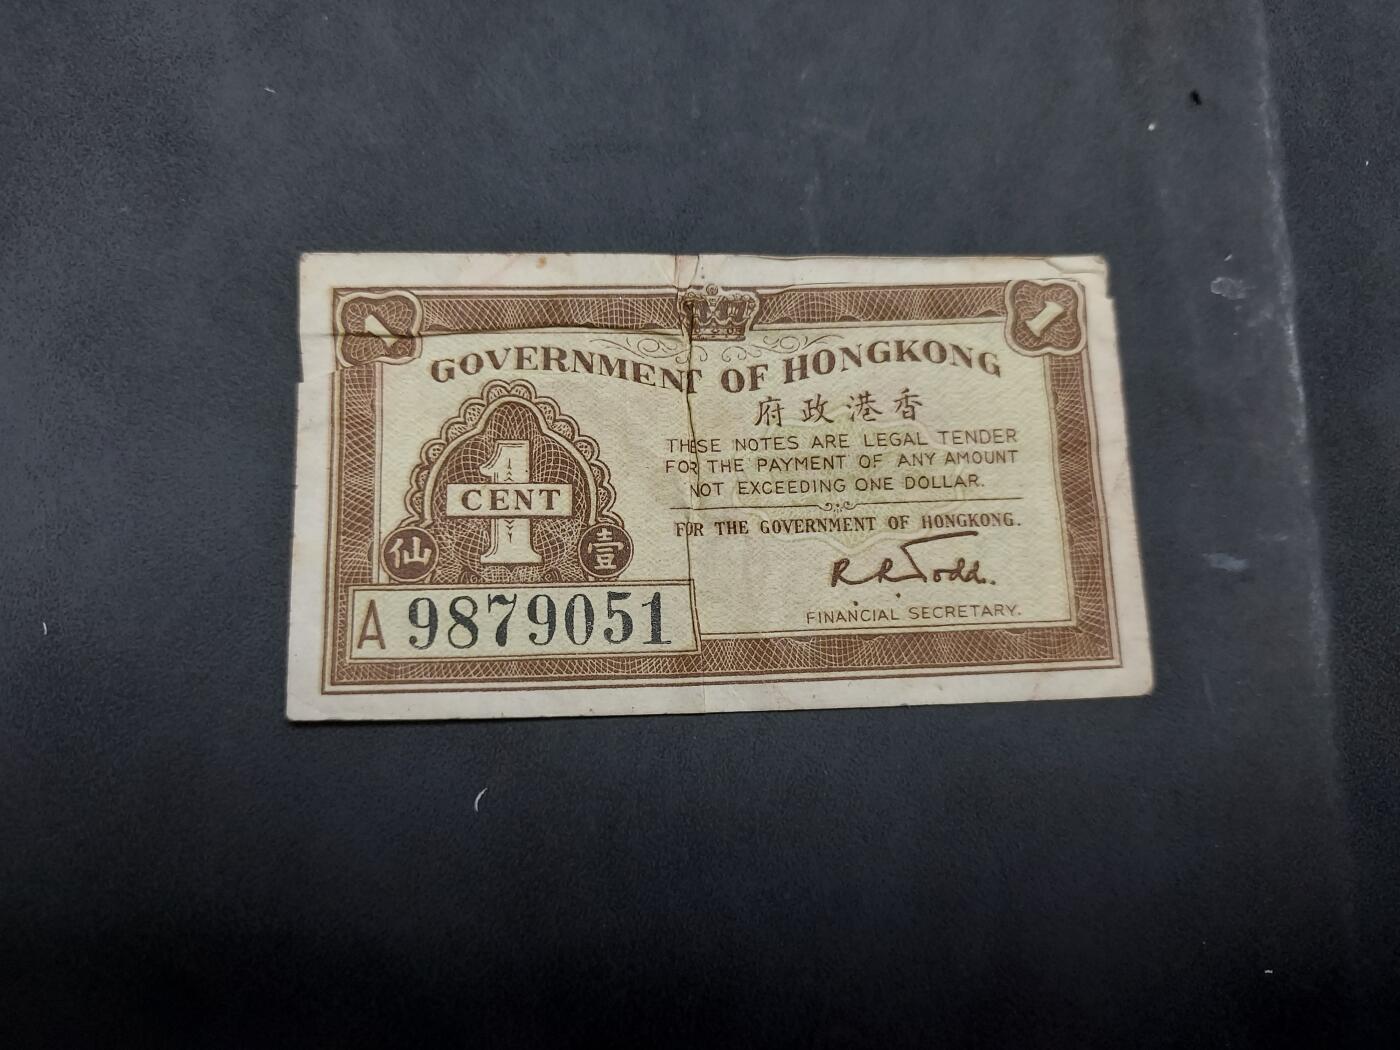 1
1
GOVERNMENT OF HONGKONG
府政港香
THESE NOTES ARE LEGAL TENDER
FOR THE PAYMENT OF ANY AMOUNT
NOT EXCEEDING ONE DOLLAR.
FOR THE GOVERNMENT OF HONGKONG.
R R Todd.
FINANCIAL SECRETARY.
1
CENT
仙 壹
A 9879051